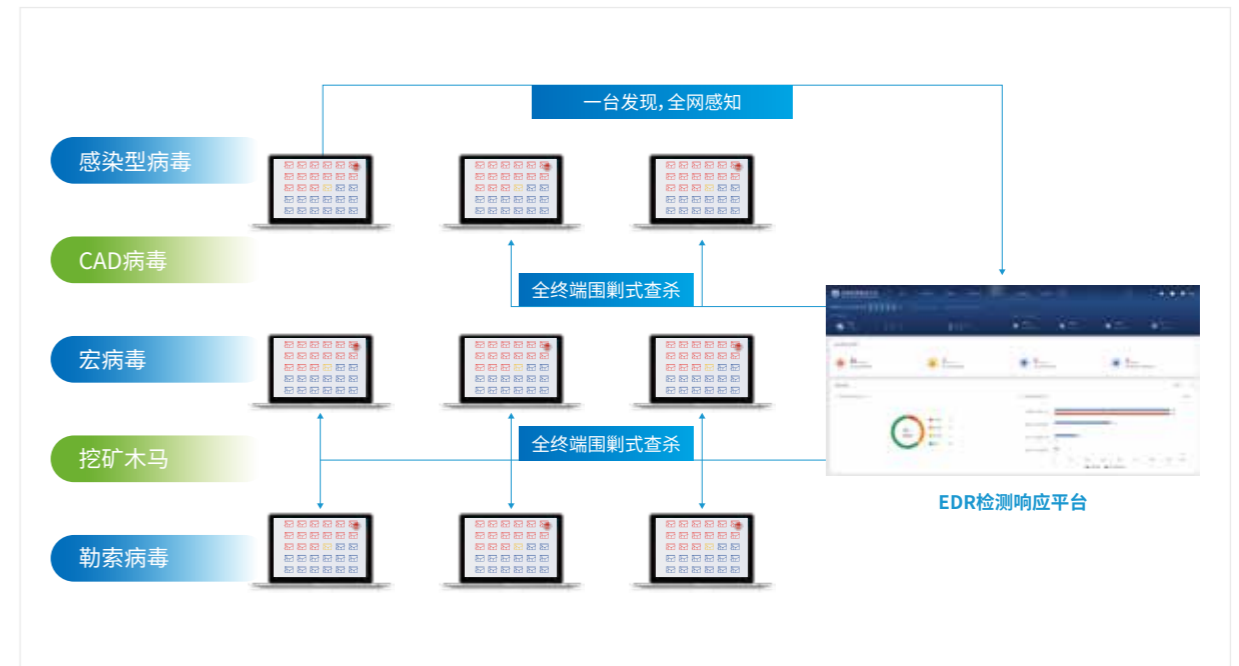 一台发现，全网感知
感染型病毒
CAD病毒
全终端围剿式查杀
宏病毒
全终端围剿式查杀
挖矿木马
EDR检测响应平台
勒索病毒